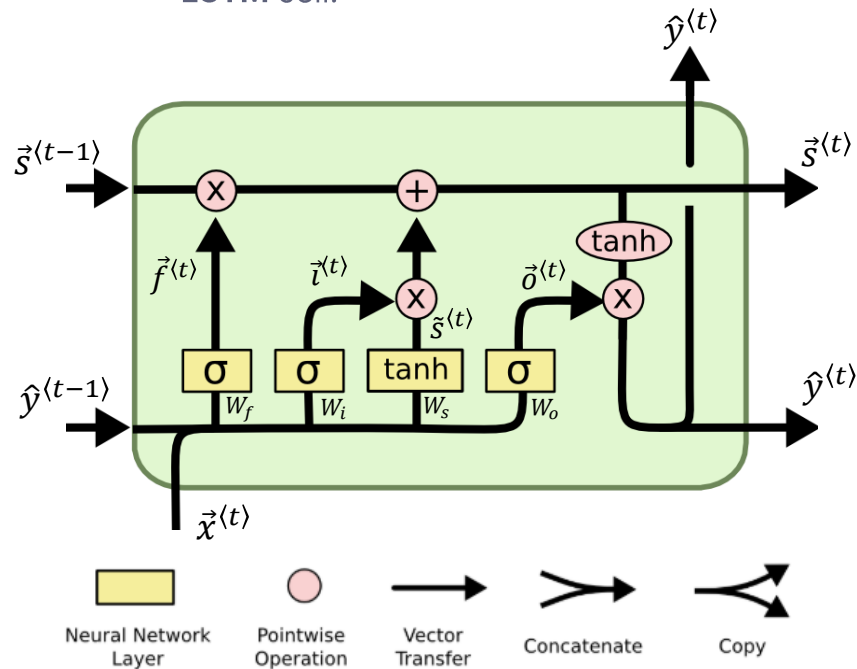 ŷ⟨t⟩
s⃗⟨t−1⟩
s⃗⟨t⟩
x
+
tanh
f⃗⟨t⟩
i⃗⟨t⟩
o⃗⟨t⟩
x
x
s̃⟨t⟩
σ
σ
tanh
σ
ŷ⟨t−1⟩
ŷ⟨t⟩
W_f
W_i
W_s
W_o
x⃗⟨t⟩
Neural Network
Layer
Pointwise
Operation
Vector
Transfer
Concatenate
Copy